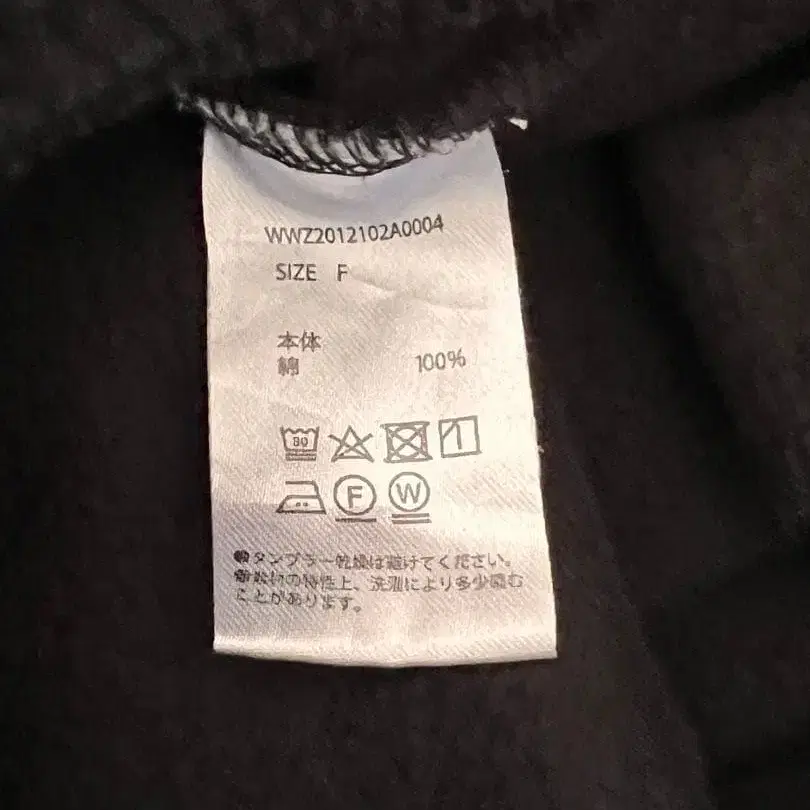 WWZ2012102A0004
SIZE F
本体
綿 100%
F W
タンブラー乾燥は避けてください。
の特性上、洗濯により多少縮む
ことがあります。